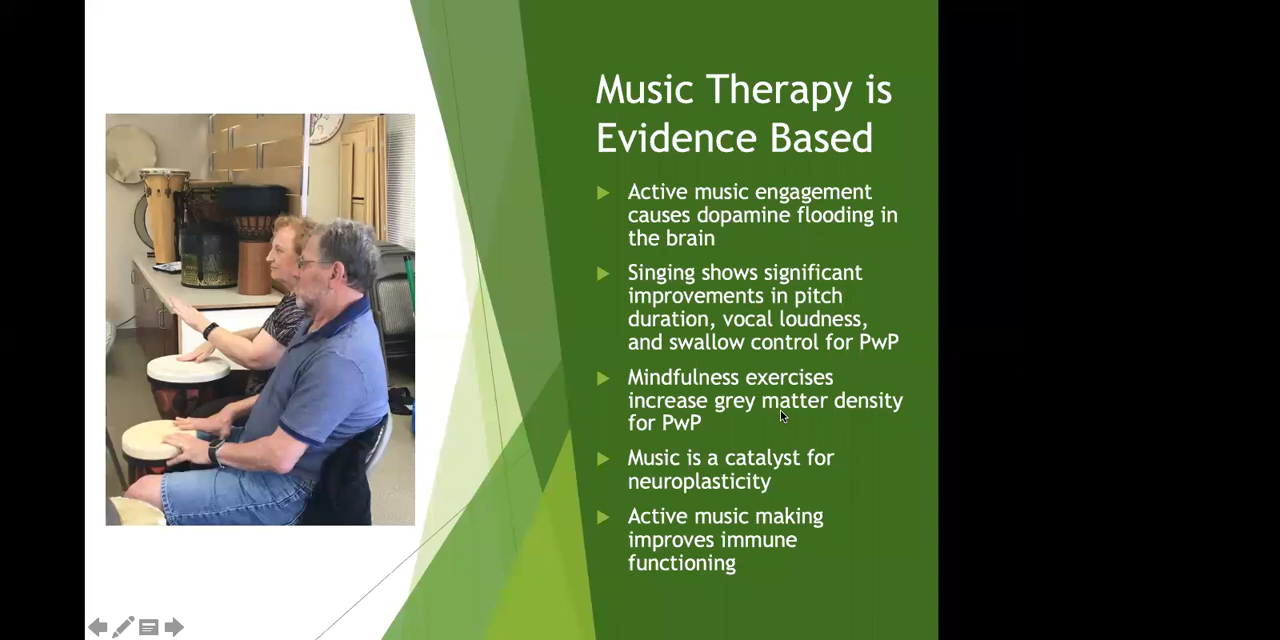 Music Therapy is
Evidence Based
Active music engagement
causes dopamine flooding in
the brain
Singing shows significant
improvements in pitch
duration, vocal loudness,
and swallow control for PwP
Mindfulness exercises
increase grey matter density
for PwP
Music is a catalyst for
neuroplasticity
Active music making
improves immune
functioning